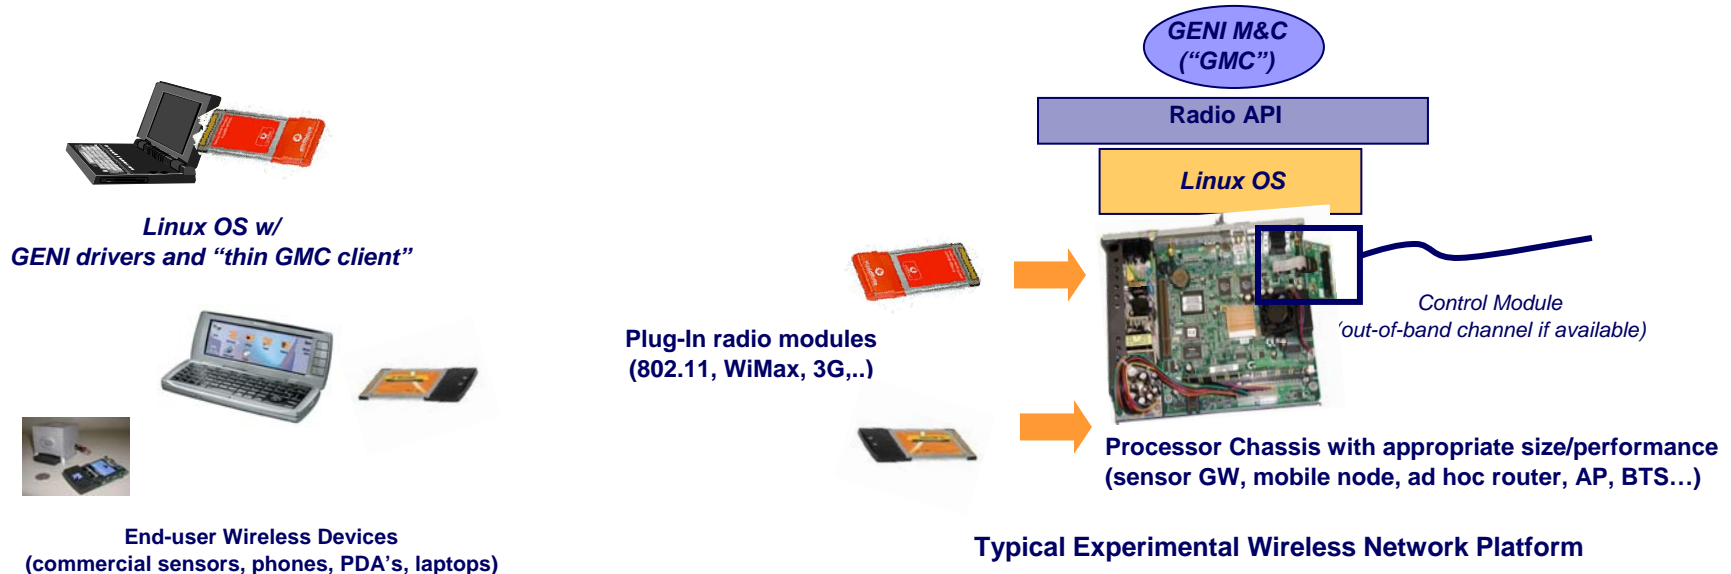 GENI M&C
(“GMC”)
Radio API
Linux OS
Linux OS w/
GENI drivers and “thin GMC client”
Control Module
(out-of-band channel if available)
Plug-In radio modules
(802.11, WiMax, 3G,..)
Processor Chassis with appropriate size/performance
(sensor GW, mobile node, ad hoc router, AP, BTS…)
End-user Wireless Devices
(commercial sensors, phones, PDA's, laptops)
Typical Experimental Wireless Network Platform